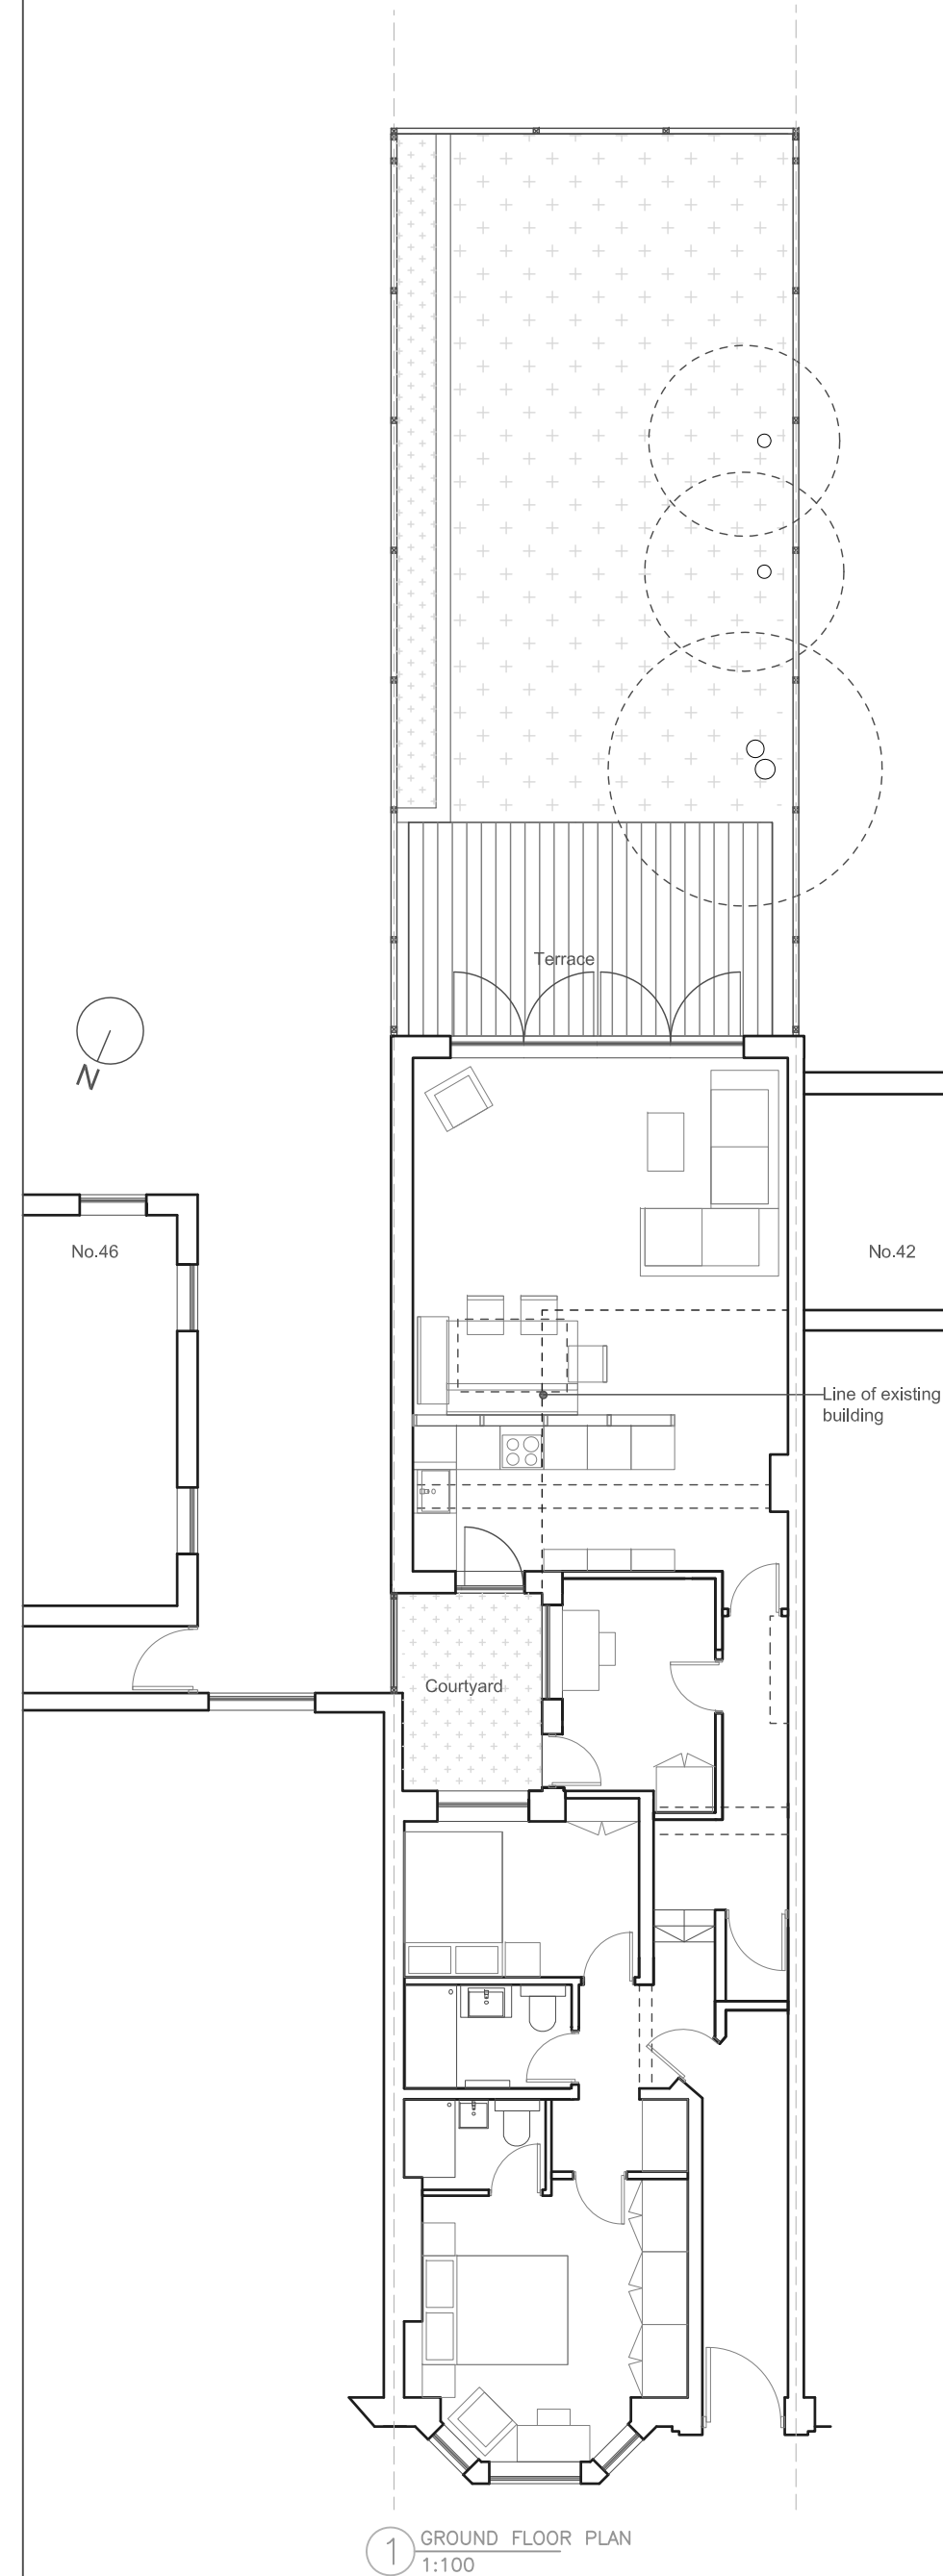 Terrace
N
No.46
No.42
Line of existing
building
Courtyard
1
GROUND FLOOR PLAN
1:100